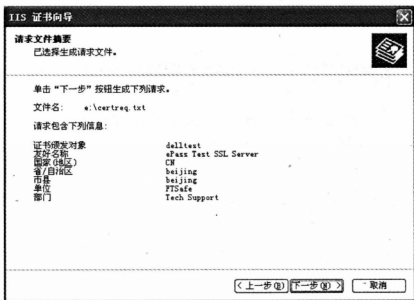 IIS 证书向导
请求文件摘要
已选择生成请求文件。
单击“下一步”按钮生成下列请求。
文件名: e:\certreq.txt
请求包含下列信息:
证书颁发对象 delltest
友好名称 ePass Test SSL Server
国家(地区) CN
省/自治区 beijing
市县 beijing
单位 FTSafe
部门 Tech Support
<上一步(B) 下一步(N)> 取消